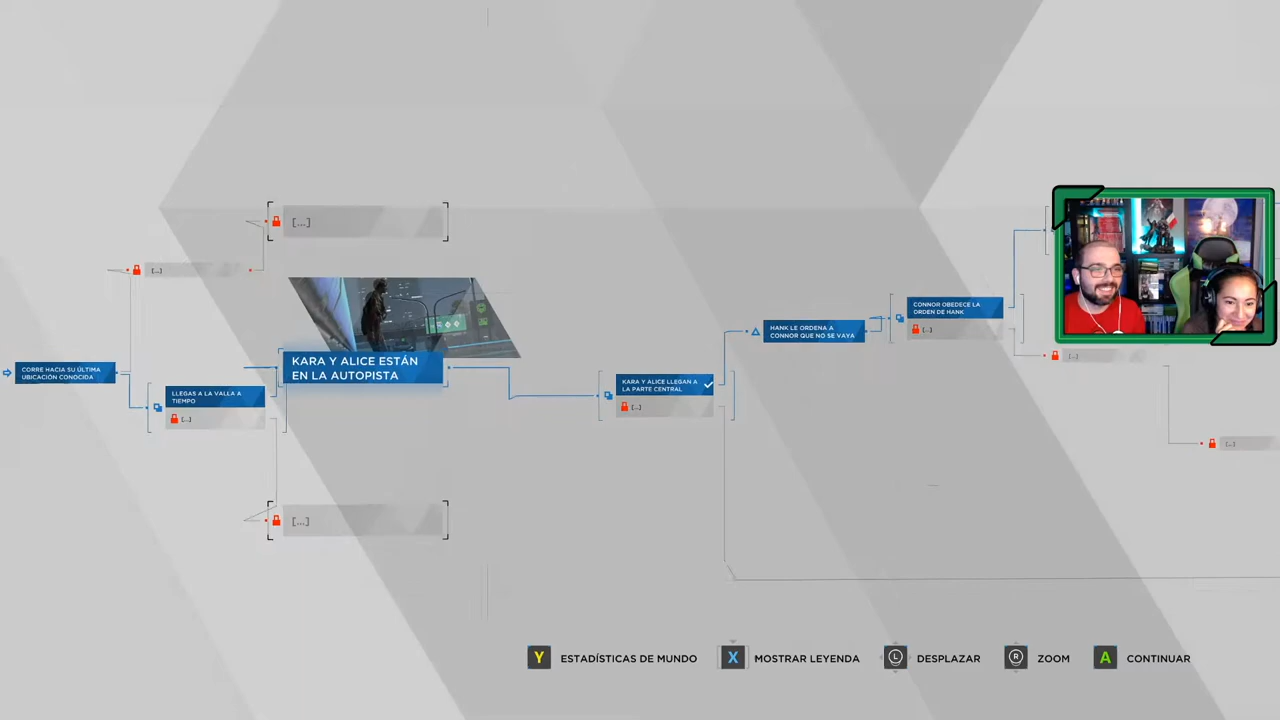 [...]
[...]
CORRE HACIA SU ÚLTIMA
UBICACIÓN CONOCIDA
LLEGAS A LA VALLA A
TIEMPO
[...]
KARA Y ALICE ESTÁN
EN LA AUTOPISTA
[...]
KARA Y ALICE LLEGAN A
LA PARTE CENTRAL
[...]
HANK LE ORDENA A
CONNOR QUE NO SE VAYA
CONNOR OBEDECE LA
ORDEN DE HANK
[...]
[...]
[...]
Y ESTADÍSTICAS DE MUNDO
X MOSTRAR LEYENDA
L DESPLAZAR
R ZOOM
A CONTINUAR